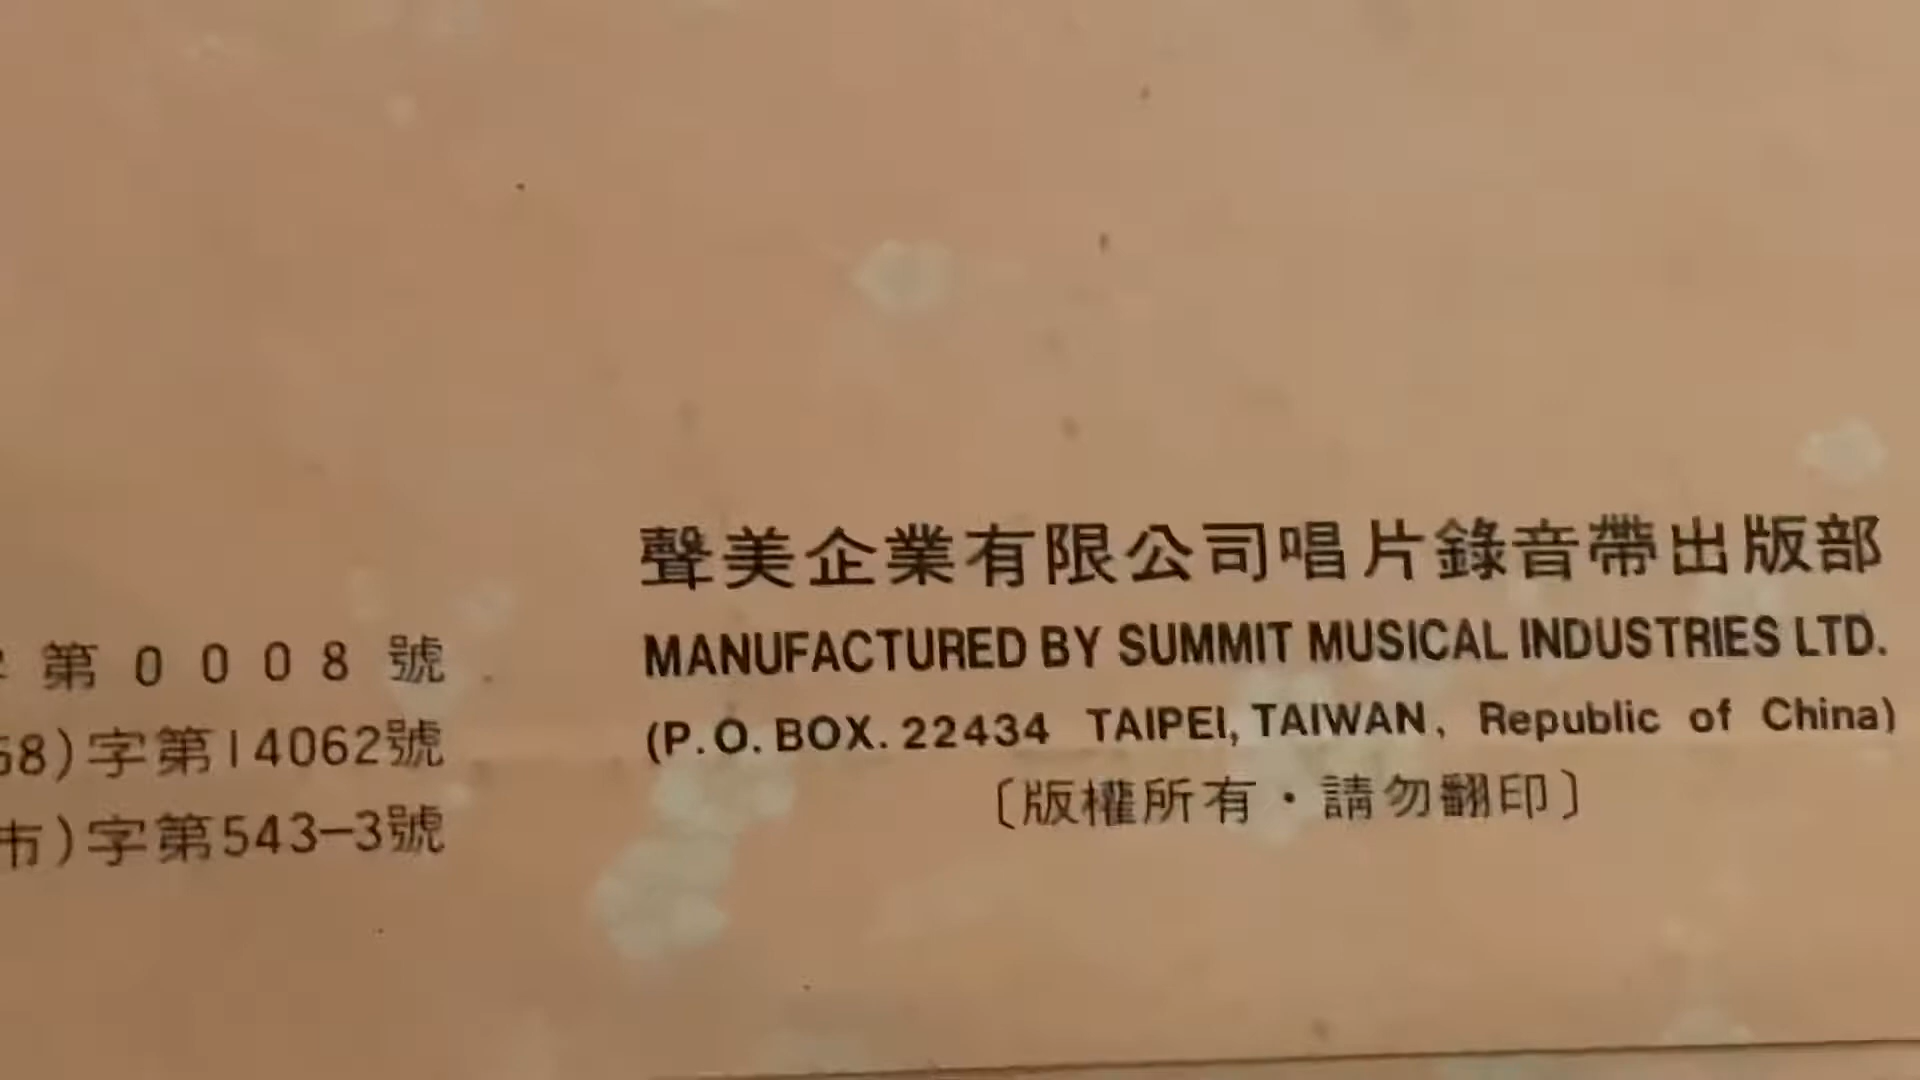 聲美企業有限公司唱片錄音帶出版部
MANUFACTURED BY SUMMIT MUSICAL INDUSTRIES LTD.
(P.O. BOX. 22434 TAIPEI, TAIWAN, Republic of China)
〔版權所有・請勿翻印〕
第0008號
68)字第14062號
市)字第543-3號